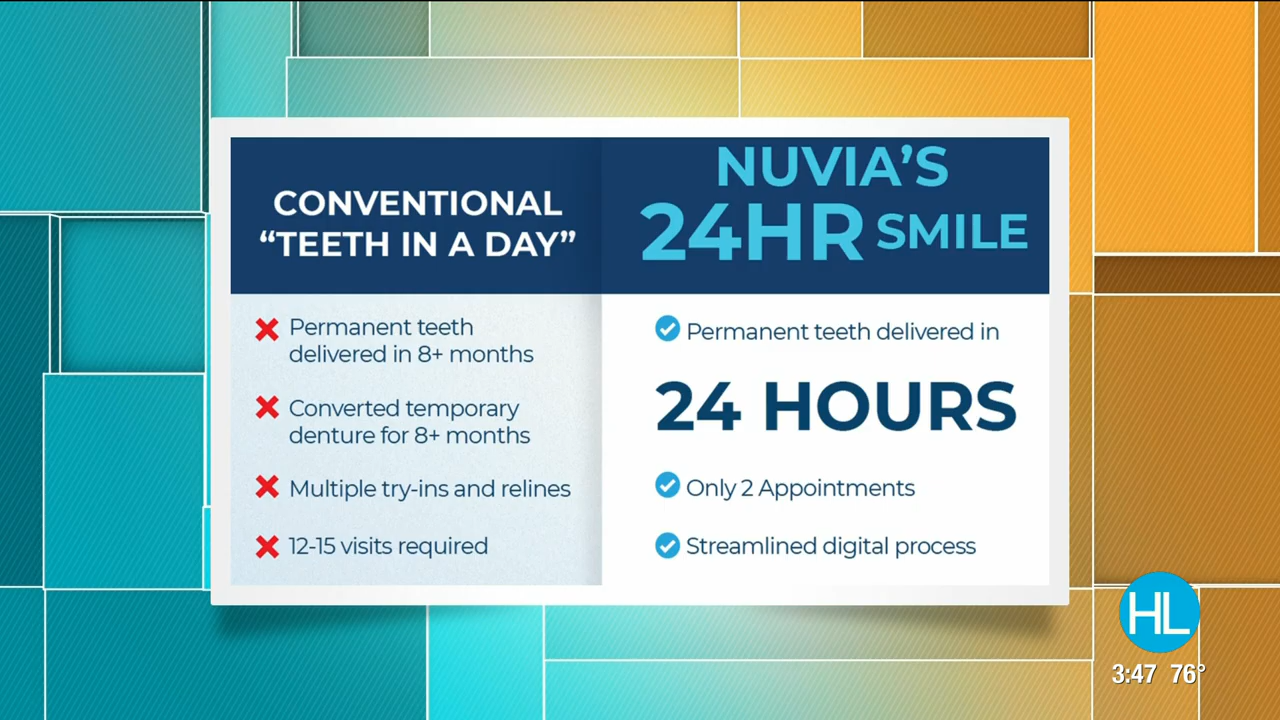 CONVENTIONAL
“TEETH IN A DAY”
Permanent teeth
delivered in 8+ months
Converted temporary
denture for 8+ months
Multiple try-ins and relines
12-15 visits required
NUVIA’S
24HR SMILE
Permanent teeth delivered in
24 HOURS
Only 2 Appointments
Streamlined digital process
HL
3:47 76°